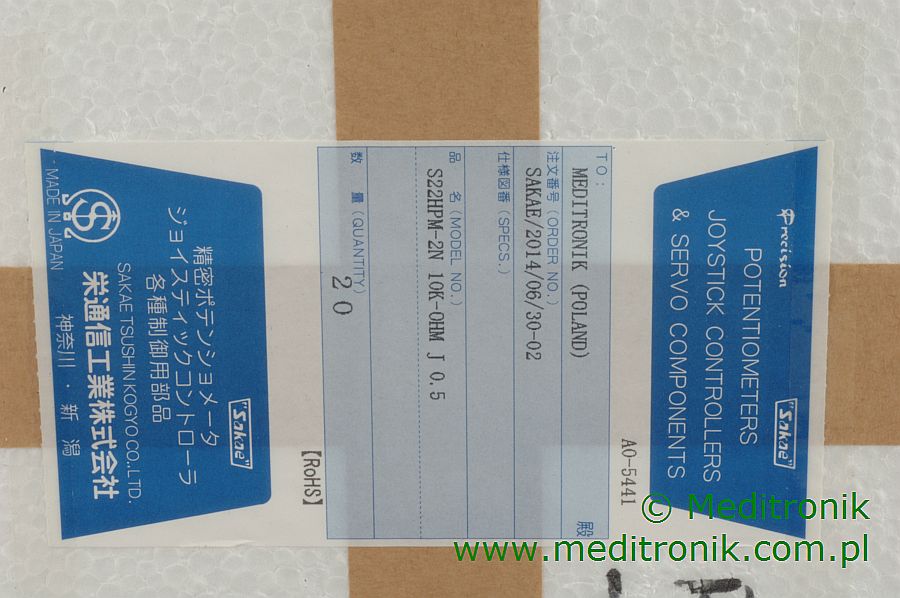 Precision
POTENTIOMETERS
JOYSTICK CONTROLLERS
& SERVO COMPONENTS
"Sakae"
A0-5441
TO:
MEDITRONIK (POLAND) 殿
注文番号 (ORDER NO.)
SAKAE/2014/06/30-02
仕様図番 (SPECS.)
品 名 (MODEL NO.)
S22HPM-2N 10K-OHM J 0.5
数 量 (QUANTITY)
20
【RoHS】
"Sakae"
精密ポテンショメータ
ジョイスティックコントローラ
各種制御用部品
SAKAE TSUSHIN KOGYO CO.,LTD.
栄通信工業株式会社
神奈川・新潟
MADE IN JAPAN
© Meditronik
www.meditronik.com.pl